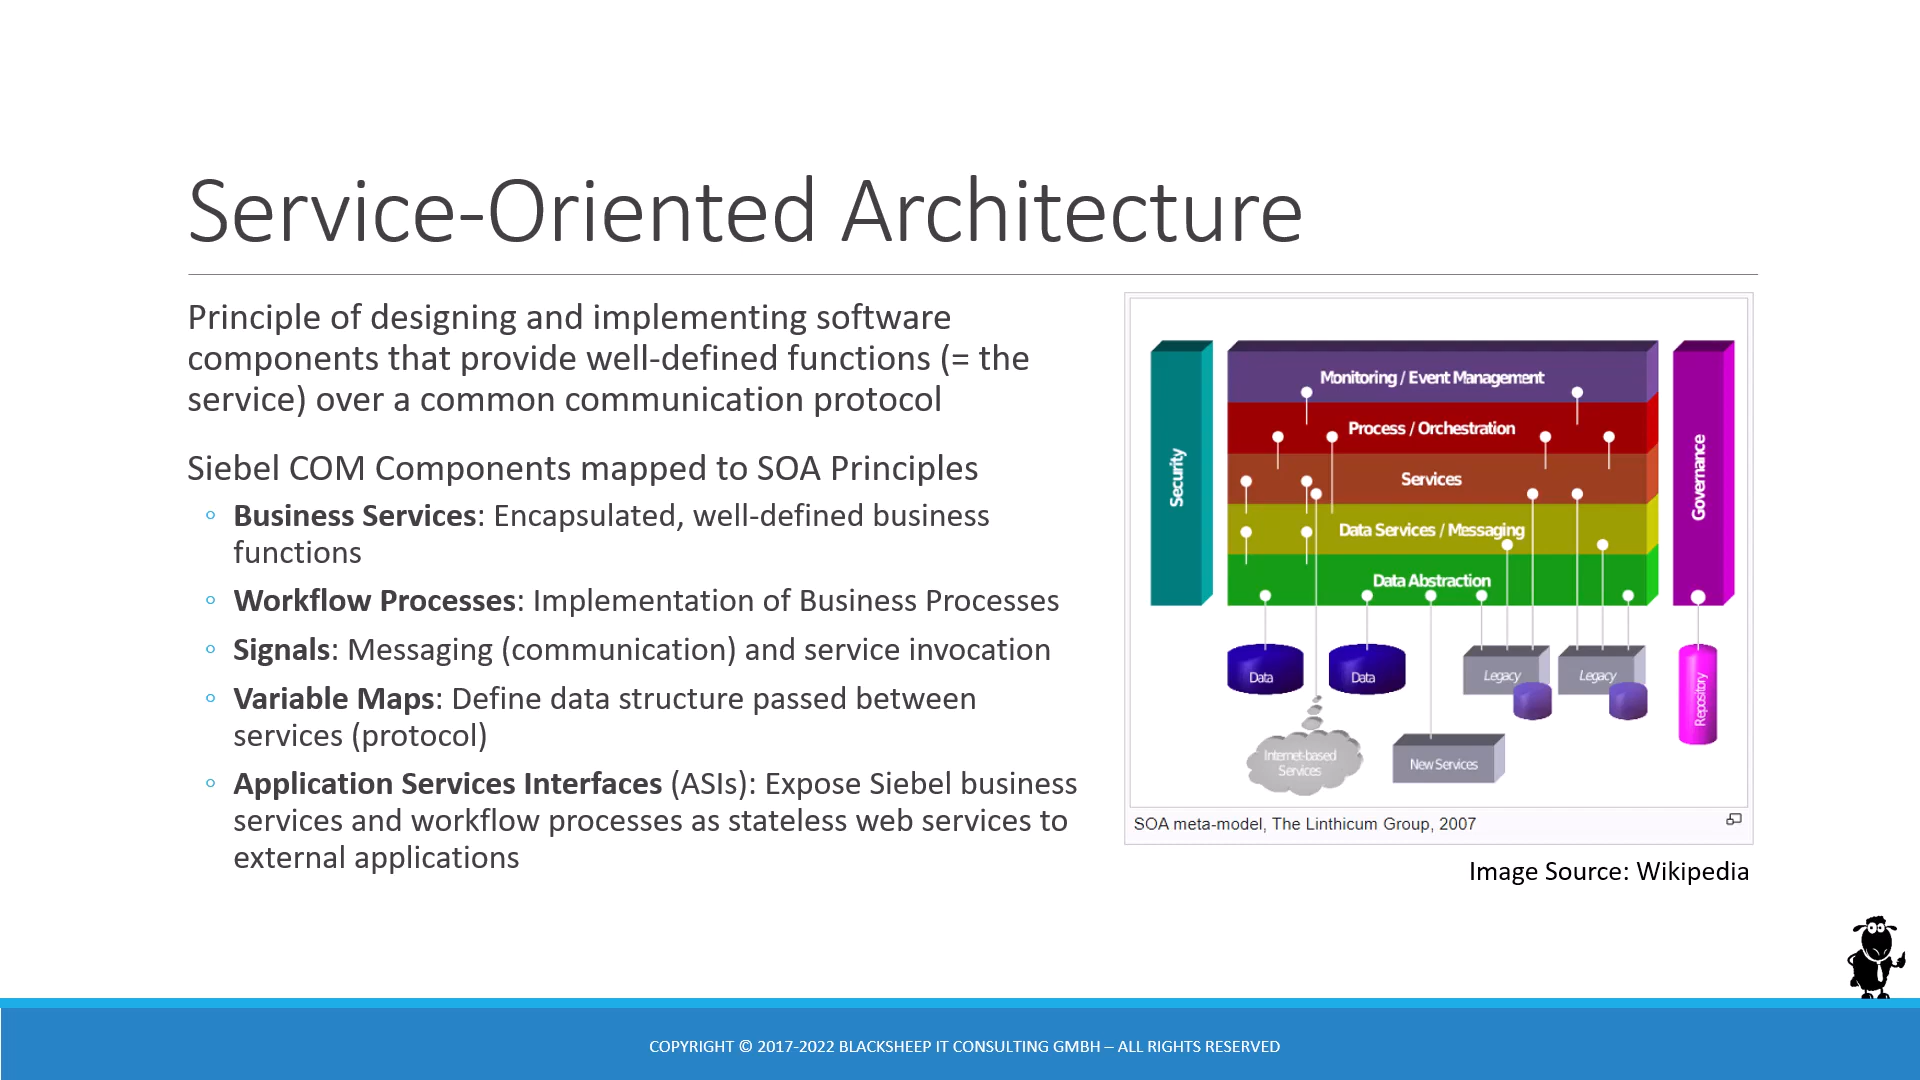 Service-Oriented Architecture
Principle of designing and implementing software
components that provide well-defined functions (= the
service) over a common communication protocol
Siebel COM Components mapped to SOA Principles
◦ Business Services: Encapsulated, well-defined business
functions
◦ Workflow Processes: Implementation of Business Processes
◦ Signals: Messaging (communication) and service invocation
◦ Variable Maps: Define data structure passed between
services (protocol)
◦ Application Services Interfaces (ASIs): Expose Siebel business
services and workflow processes as stateless web services to
external applications
Security
Monitoring / Event Management
Process / Orchestration
Services
Data Services / Messaging
Data Abstraction
Governance
Data
Data
Legacy
Legacy
Repository
Internet-based
Services
New Services
SOA meta-model, The Linthicum Group, 2007
Image Source: Wikipedia
COPYRIGHT © 2017-2022 BLACKSHEEP IT CONSULTING GMBH – ALL RIGHTS RESERVED